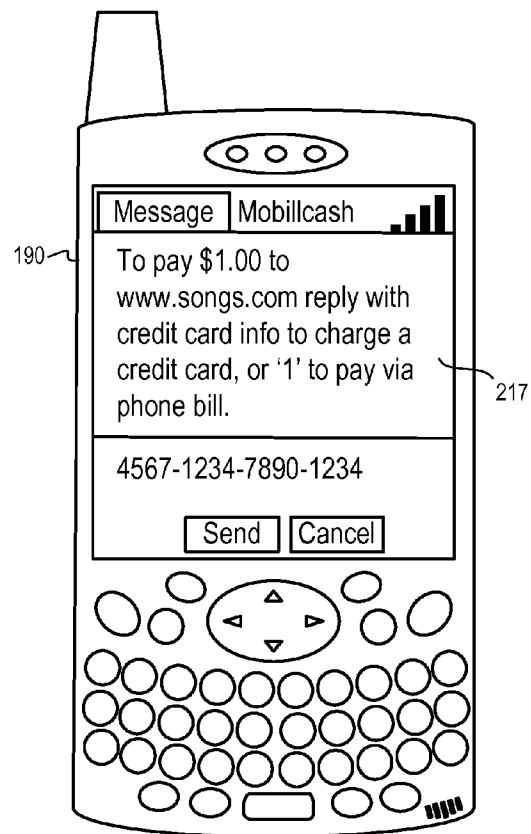 Message Mobillcash
190
To pay $1.00 to
www.songs.com reply with
credit card info to charge a
credit card, or ‘1’ to pay via
phone bill.
217
4567-1234-7890-1234
Send Cancel